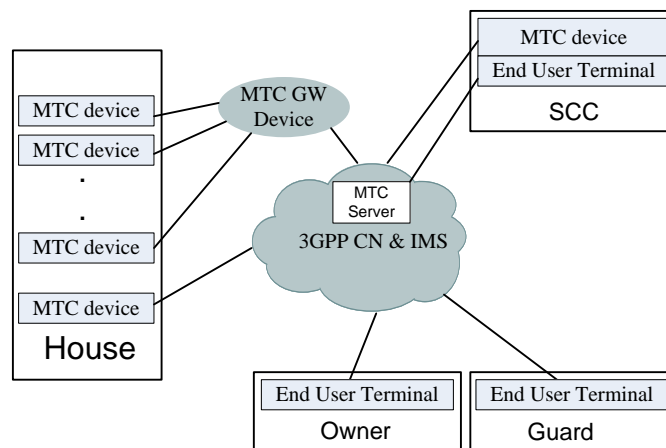 MTC device
MTC device
.
.
MTC device
MTC device
House
MTC GW
Device
MTC device
End User Terminal
SCC
MTC
Server
3GPP CN & IMS
End User Terminal
Owner
End User Terminal
Guard